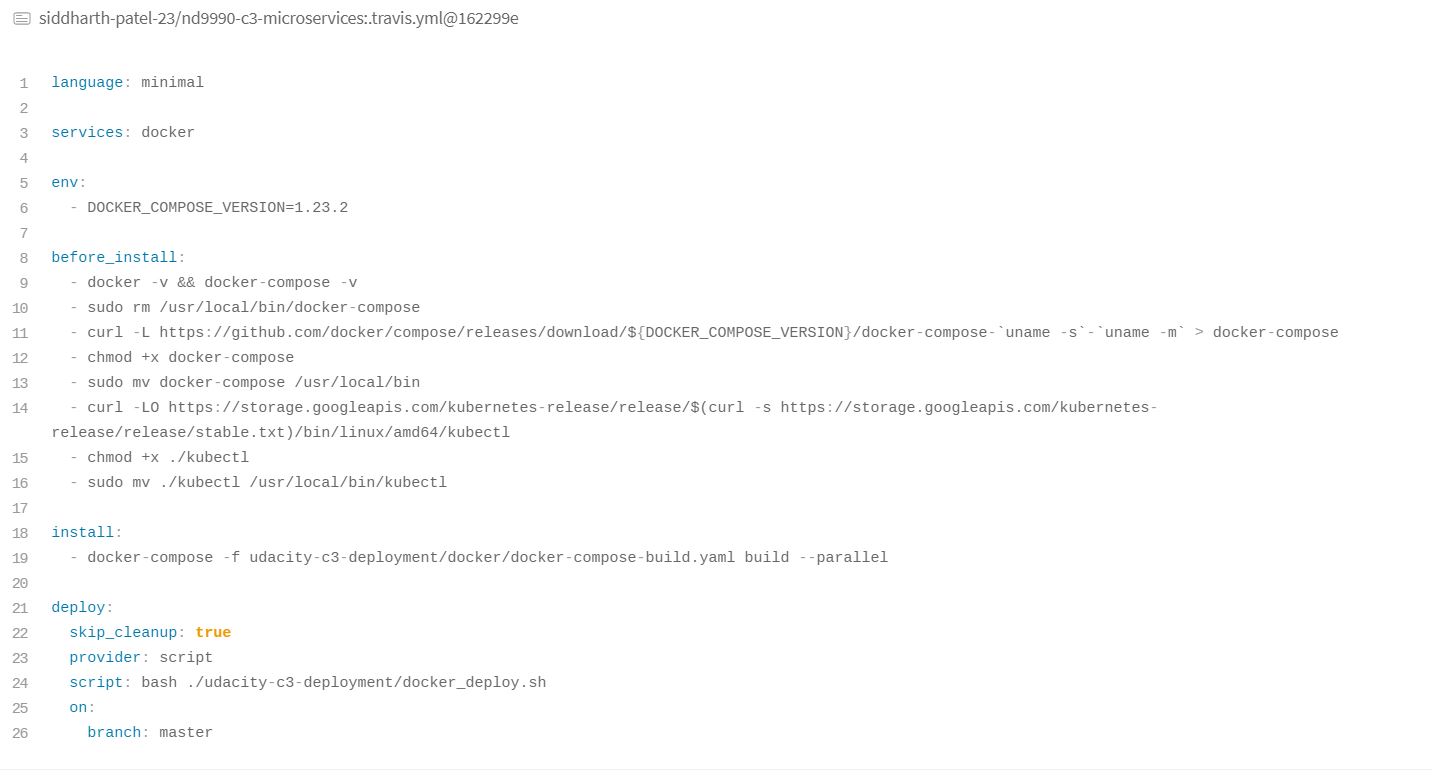 siddharth-patel-23/nd9990-c3-microservices:.travis.yml@162299e
1 language: minimal
2
3 services: docker
4
5 env:
6   - DOCKER_COMPOSE_VERSION=1.23.2
7
8 before_install:
9   - docker -v && docker-compose -v
10   - sudo rm /usr/local/bin/docker-compose
11   - curl -L https://github.com/docker/compose/releases/download/${DOCKER_COMPOSE_VERSION}/docker-compose-`uname -s`-`uname -m` > docker-compose
12   - chmod +x docker-compose
13   - sudo mv docker-compose /usr/local/bin
14   - curl -LO https://storage.googleapis.com/kubernetes-release/release/$(curl -s https://storage.googleapis.com/kubernetes-
release/release/stable.txt)/bin/linux/amd64/kubectl
15   - chmod +x ./kubectl
16   - sudo mv ./kubectl /usr/local/bin/kubectl
17
18 install:
19   - docker-compose -f udacity-c3-deployment/docker/docker-compose-build.yaml build --parallel
20
21 deploy:
22   skip_cleanup: true
23   provider: script
24   script: bash ./udacity-c3-deployment/docker_deploy.sh
25   on:
26     branch: master